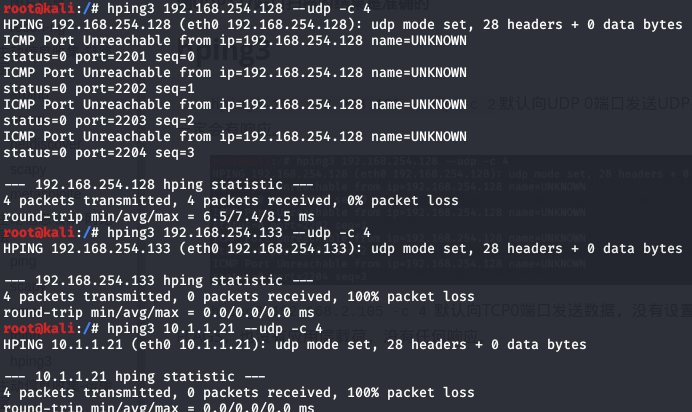 root@kali:/# hping3 192.168.254.128 --udp -c 4
HPING 192.168.254.128 (eth0 192.168.254.128): udp mode set, 28 headers + 0 data bytes
ICMP Port Unreachable from ip=192.168.254.128 name=UNKNOWN
status=0 port=2201 seq=0
ICMP Port Unreachable from ip=192.168.254.128 name=UNKNOWN
status=0 port=2202 seq=1
ICMP Port Unreachable from ip=192.168.254.128 name=UNKNOWN
status=0 port=2203 seq=2
ICMP Port Unreachable from ip=192.168.254.128 name=UNKNOWN
status=0 port=2204 seq=3

--- 192.168.254.128 hping statistic ---
4 packets transmitted, 4 packets received, 0% packet loss
round-trip min/avg/max = 6.5/7.4/8.5 ms
root@kali:/# hping3 192.168.254.133 --udp -c 4
HPING 192.168.254.133 (eth0 192.168.254.133): udp mode set, 28 headers + 0 data bytes

--- 192.168.254.133 hping statistic ---
4 packets transmitted, 0 packets received, 100% packet loss
round-trip min/avg/max = 0.0/0.0/0.0 ms
root@kali:/# hping3 10.1.1.21 --udp -c 4
HPING 10.1.1.21 (eth0 10.1.1.21): udp mode set, 28 headers + 0 data bytes

--- 10.1.1.21 hping statistic ---
4 packets transmitted, 0 packets received, 100% packet loss
round-trip min/avg/max = 0.0/0.0/0.0 ms